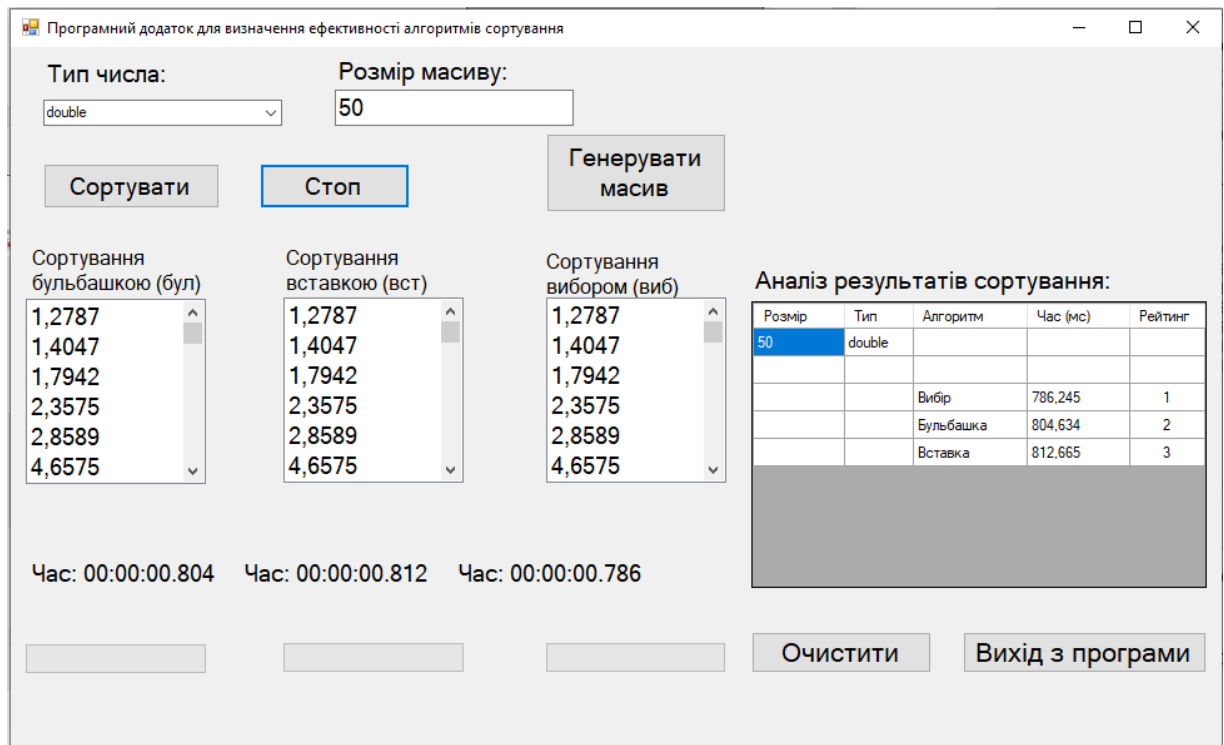 Програмний додаток для визначення ефективності алгоритмів сортування
Тип числа:
Розмір масиву:
double
50
Сортувати
Стоп
Генерувати
масив
Сортування
бульбашкою (бул)
1,2787
1,4047
1,7942
2,3575
2,8589
4,6575
Сортування
вставкою (вст)
1,2787
1,4047
1,7942
2,3575
2,8589
4,6575
Сортування
вибором (виб)
1,2787
1,4047
1,7942
2,3575
2,8589
4,6575
Аналіз результатів сортування:
Розмір Тип Алгоритм Час (мс) Рейтинг
50 double
Вибір 786,245 1
Бульбашка 804,634 2
Вставка 812,665 3
Час: 00:00:00.804 Час: 00:00:00.812 Час: 00:00:00.786
Очистити
Вихід з програми